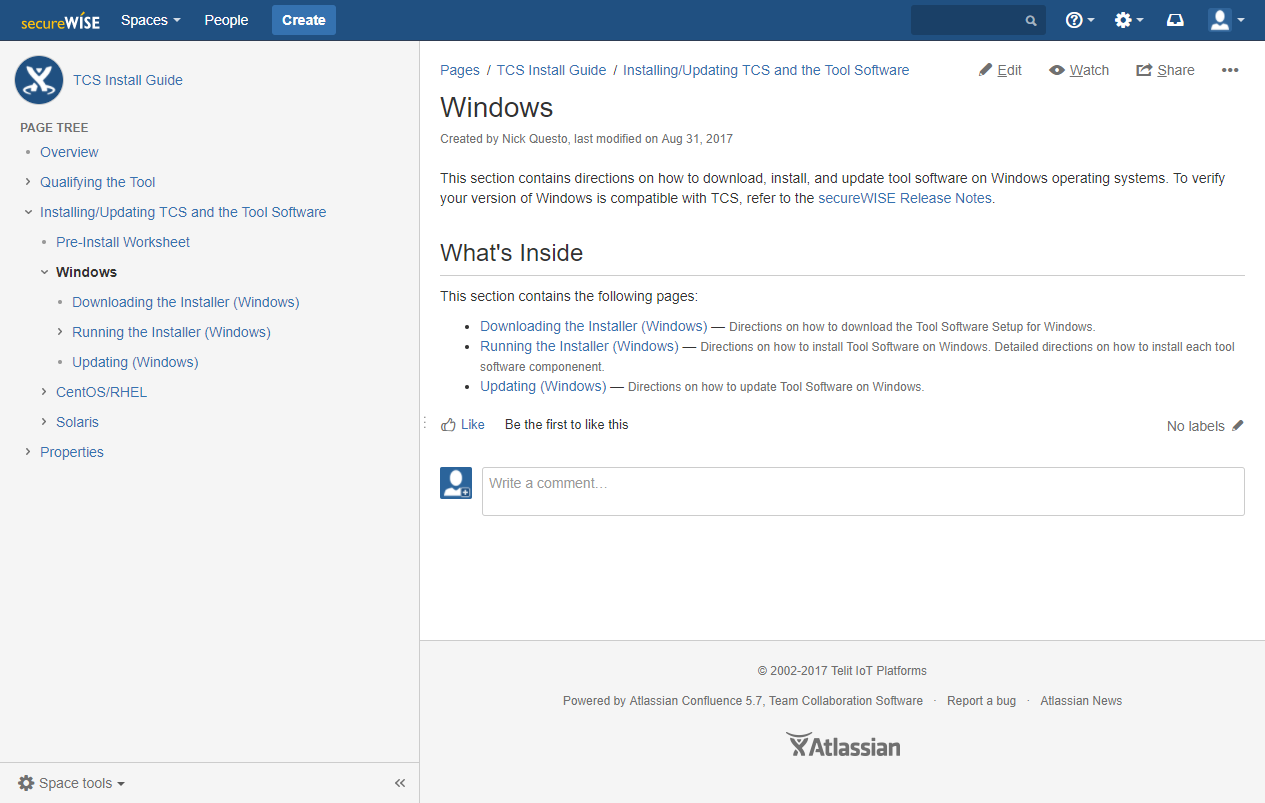 secureWISE Spaces People Create
TCS Install Guide
PAGE TREE
Overview
Qualifying the Tool
Installing/Updating TCS and the Tool Software
Pre-Install Worksheet
Windows
Downloading the Installer (Windows)
Running the Installer (Windows)
Updating (Windows)
CentOS/RHEL
Solaris
Properties
Space tools
Pages / TCS Install Guide / Installing/Updating TCS and the Tool Software
Edit Watch Share
Windows
Created by Nick Questo, last modified on Aug 31, 2017
This section contains directions on how to download, install, and update tool software on Windows operating systems. To verify
your version of Windows is compatible with TCS, refer to the secureWISE Release Notes.
What's Inside
This section contains the following pages:
• Downloading the Installer (Windows) — Directions on how to download the Tool Software Setup for Windows.
• Running the Installer (Windows) — Directions on how to install Tool Software on Windows. Detailed directions on how to install each tool
software componenent.
• Updating (Windows) — Directions on how to update Tool Software on Windows.
Like Be the first to like this No labels
Write a comment…
© 2002-2017 Telit IoT Platforms
Powered by Atlassian Confluence 5.7, Team Collaboration Software · Report a bug · Atlassian News
Atlassian